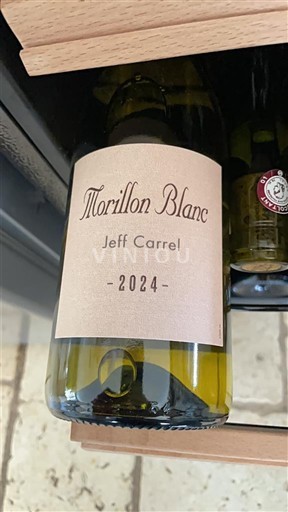 Morillon Blanc
Jeff Carrel
VINIOU
-2024-